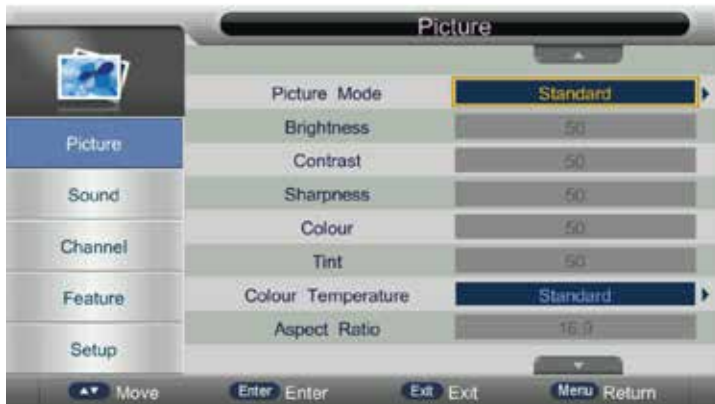 Picture
Picture Mode Standard
Brightness 50
Contrast 50
Sharpness 50
Colour 50
Tint 50
Colour Temperature Standard
Aspect Ratio 16:9
Picture
Sound
Channel
Feature
Setup
Move Enter Enter Exit Exit Menu Return